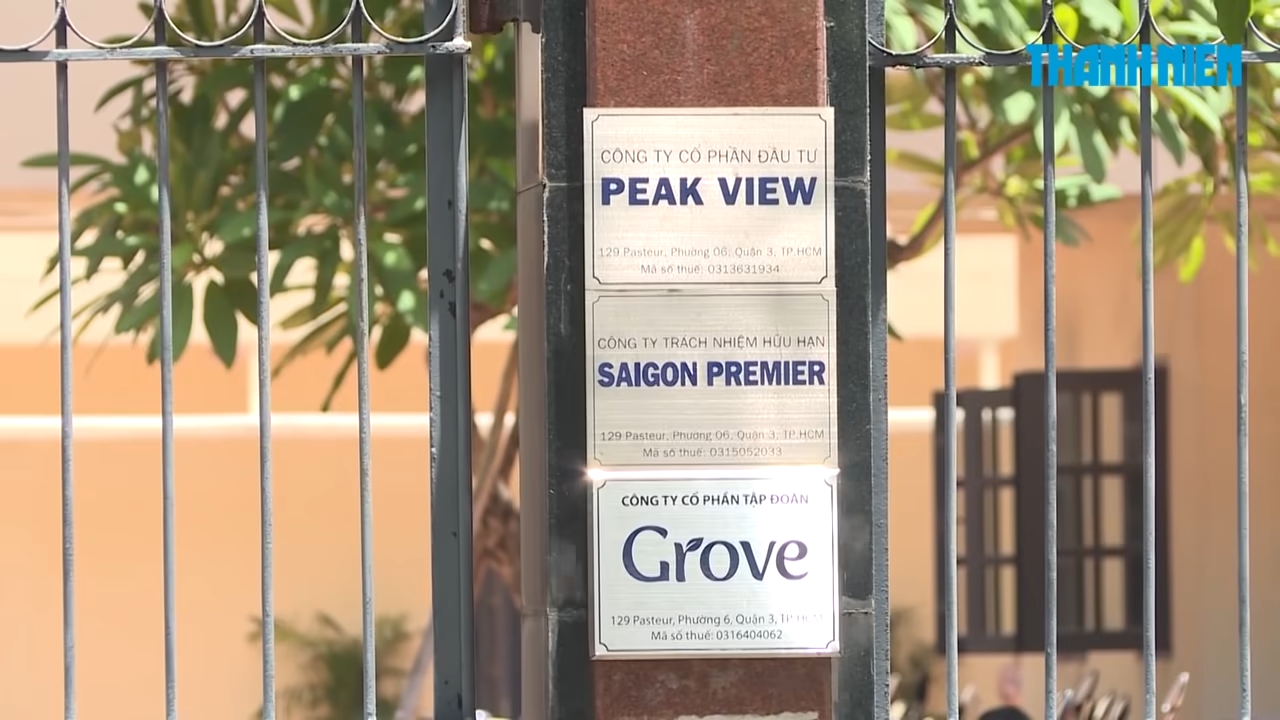 THANH NIEN
CÔNG TY CỔ PHẦN ĐẦU TƯ
PEAK VIEW
129 Pasteur, Phường 06, Quận 3, TP.HCM
Mã số thuế: 0313631934
CÔNG TY TRÁCH NHIỆM HỮU HẠN
SAIGON PREMIER
129 Pasteur, Phường 06, Quận 3, TP.HCM
Mã số thuế: 0315052033
CÔNG TY CỔ PHẦN TẬP ĐOÀN
Grove
129 Pasteur, Phường 6, Quận 3, TP.HCM
Mã số thuế: 0316404062